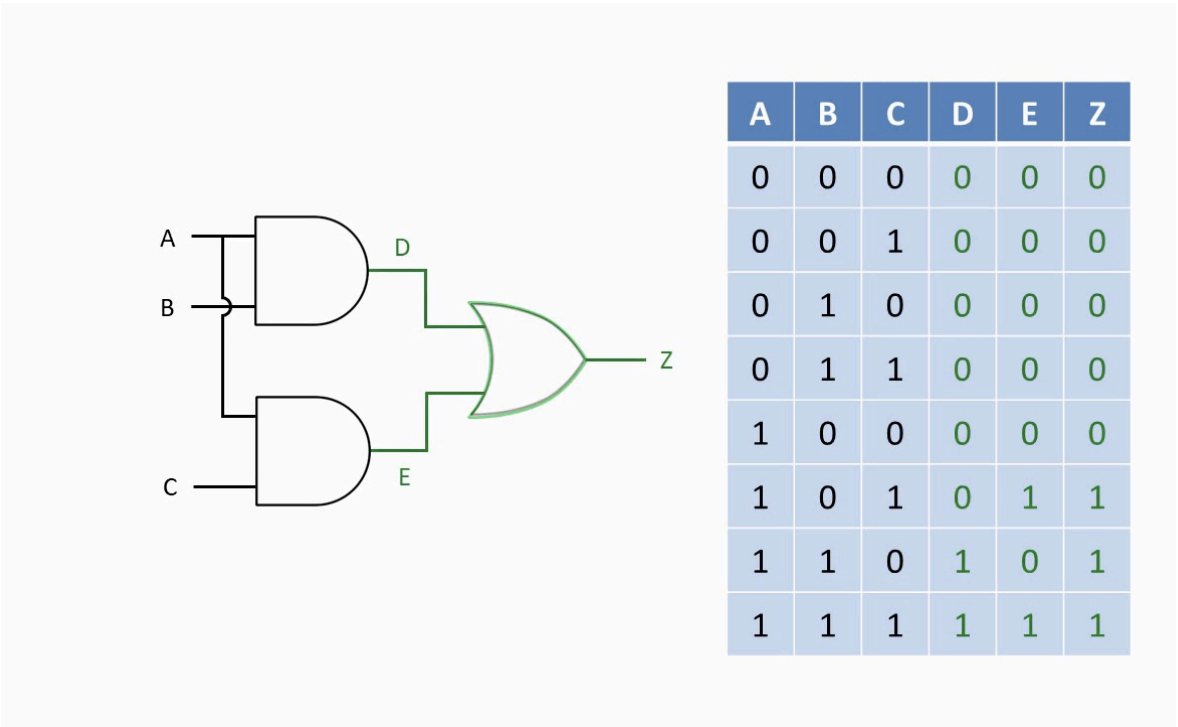 A
B
C
D
E
Z
A B C D E Z
0 0 0 0 0 0
0 0 1 0 0 0
0 1 0 0 0 0
0 1 1 0 0 0
1 0 0 0 0 0
1 0 1 0 1 1
1 1 0 1 0 1
1 1 1 1 1 1